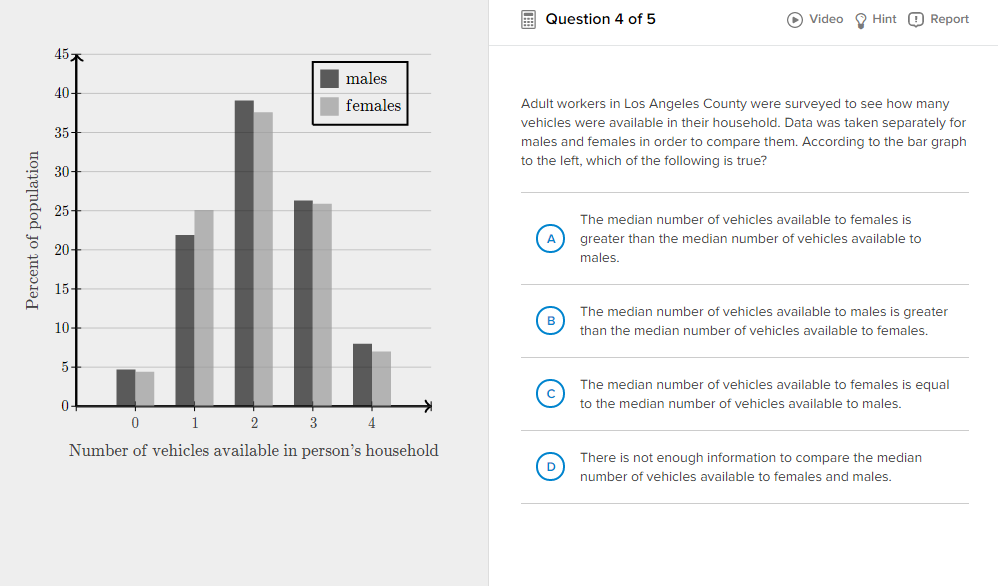 45
40
35
30
25
20
15
10
5
0
Percent of population
males
females
0 1 2 3 4
Number of vehicles available in person's household
Question 4 of 5
Video Hint Report
Adult workers in Los Angeles County were surveyed to see how many
vehicles were available in their household. Data was taken separately for
males and females in order to compare them. According to the bar graph
to the left, which of the following is true?
A
The median number of vehicles available to females is
greater than the median number of vehicles available to
males.
B
The median number of vehicles available to males is greater
than the median number of vehicles available to females.
C
The median number of vehicles available to females is equal
to the median number of vehicles available to males.
D
There is not enough information to compare the median
number of vehicles available to females and males.